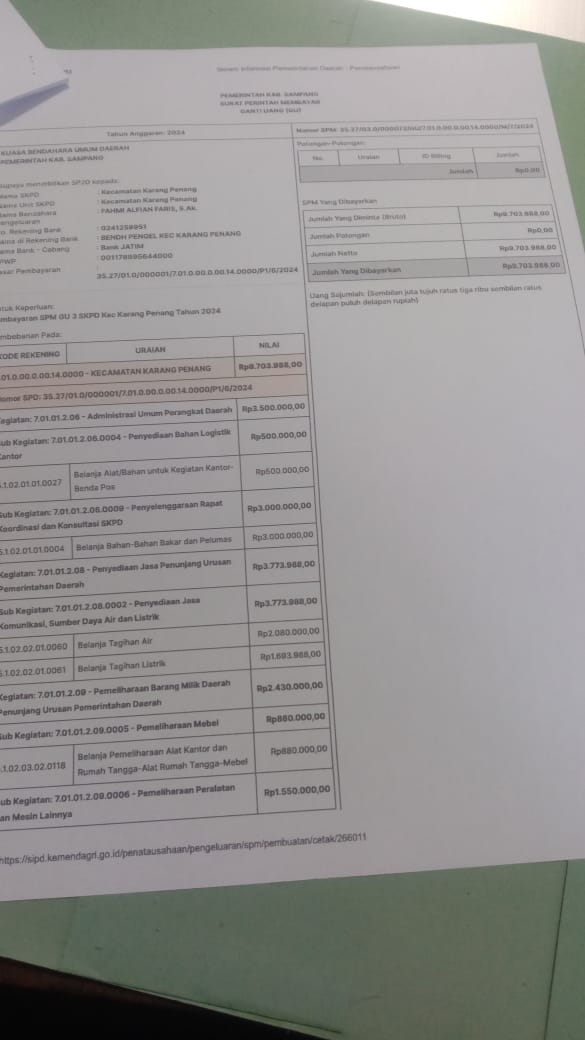 Sistem Informasi Pemerintahan Daerah - Penatausahaan
PEMERINTAH KAB. SAMPANG
SURAT PERINTAH MEMBAYAR
GANTI UANG (GU)
Tahun Anggaran: 2024
Nomor SPM: 35.27/03.0/
KUASA BENDAHARA UMUM DAERAH
PEMERINTAH KAB. SAMPANG
Supaya menerbitkan SP2D kepada:
Nama SKPD : Kecamatan Karang Penang
Nama Unit SKPD : Kecamatan Karang Penang
Nama Bendahara : FAHMI ALFIAN FARIS, S.Ak.
Pengeluaran
No. Rekening Bank : 0241259951
Nama di Rekening Bank : BENDH PENGEL KEC KARANG PENANG
Nama Bank - Cabang : Bank JATIM
NPWP : 001178895644000
Dasar Pembayaran : 35.27/01.0/000001/7.01.0.00.0.00.14.0000/P1/6/2024
Untuk Keperluan:
Pembayaran SPM GU 3 SKPD Kec Karang Penang Tahun 2024
Potongan-Potongan:
No. Uraian ID Billing Jumlah
Jumlah Rp0,00
SPM Yang Dibayarkan
Jumlah Yang Diminta (Bruto) Rp9.703.988,00
Jumlah Potongan Rp0,00
Jumlah Netto Rp9.703.988,00
Jumlah Yang Dibayarkan Rp9.703.988,00
Uang Sejumlah: (Sembilan juta tujuh ratus tiga ribu sembilan ratus
delapan puluh delapan rupiah)
Pembebanan Pada:
KODE REKENING URAIAN NILAI
.01.0.00.0.00.14.0000 - KECAMATAN KARANG PENANG Rp9.703.988,00
Nomor SPD: 35.27/01.0/000001/7.01.0.00.0.00.14.0000/P1/6/2024
Kegiatan: 7.01.01.2.06 - Administrasi Umum Perangkat Daerah Rp3.500.000,00
Sub Kegiatan: 7.01.01.2.06.0004 - Penyediaan Bahan Logistik
Kantor Rp500.000,00
5.1.02.01.01.0027 Belanja Alat/Bahan untuk Kegiatan Kantor-
Benda Pos Rp500.000,00
Sub Kegiatan: 7.01.01.2.06.0009 - Penyelenggaraan Rapat
Koordinasi dan Konsultasi SKPD Rp3.000.000,00
5.1.02.01.01.0004 Belanja Bahan-Bahan Bakar dan Pelumas Rp3.000.000,00
Kegiatan: 7.01.01.2.08 - Penyediaan Jasa Penunjang Urusan
Pemerintahan Daerah Rp3.773.988,00
Sub Kegiatan: 7.01.01.2.08.0002 - Penyediaan Jasa
Komunikasi, Sumber Daya Air dan Listrik Rp3.773.988,00
5.1.02.02.01.0060 Belanja Tagihan Air Rp2.080.000,00
5.1.02.02.01.0061 Belanja Tagihan Listrik Rp1.693.988,00
Kegiatan: 7.01.01.2.09 - Pemeliharaan Barang Milik Daerah
Penunjang Urusan Pemerintahan Daerah Rp2.430.000,00
Sub Kegiatan: 7.01.01.2.09.0005 - Pemeliharaan Mebel Rp880.000,00
.1.02.03.02.0118 Belanja Pemeliharaan Alat Kantor dan
Rumah Tangga-Alat Rumah Tangga-Mebel Rp880.000,00
ub Kegiatan: 7.01.01.2.09.0006 - Pemeliharaan Peralatan
an Mesin Lainnya Rp1.550.000,00
https://sipd.kemendagri.go.id/penatausahaan/pengeluaran/spm/pembuatan/cetak/266011